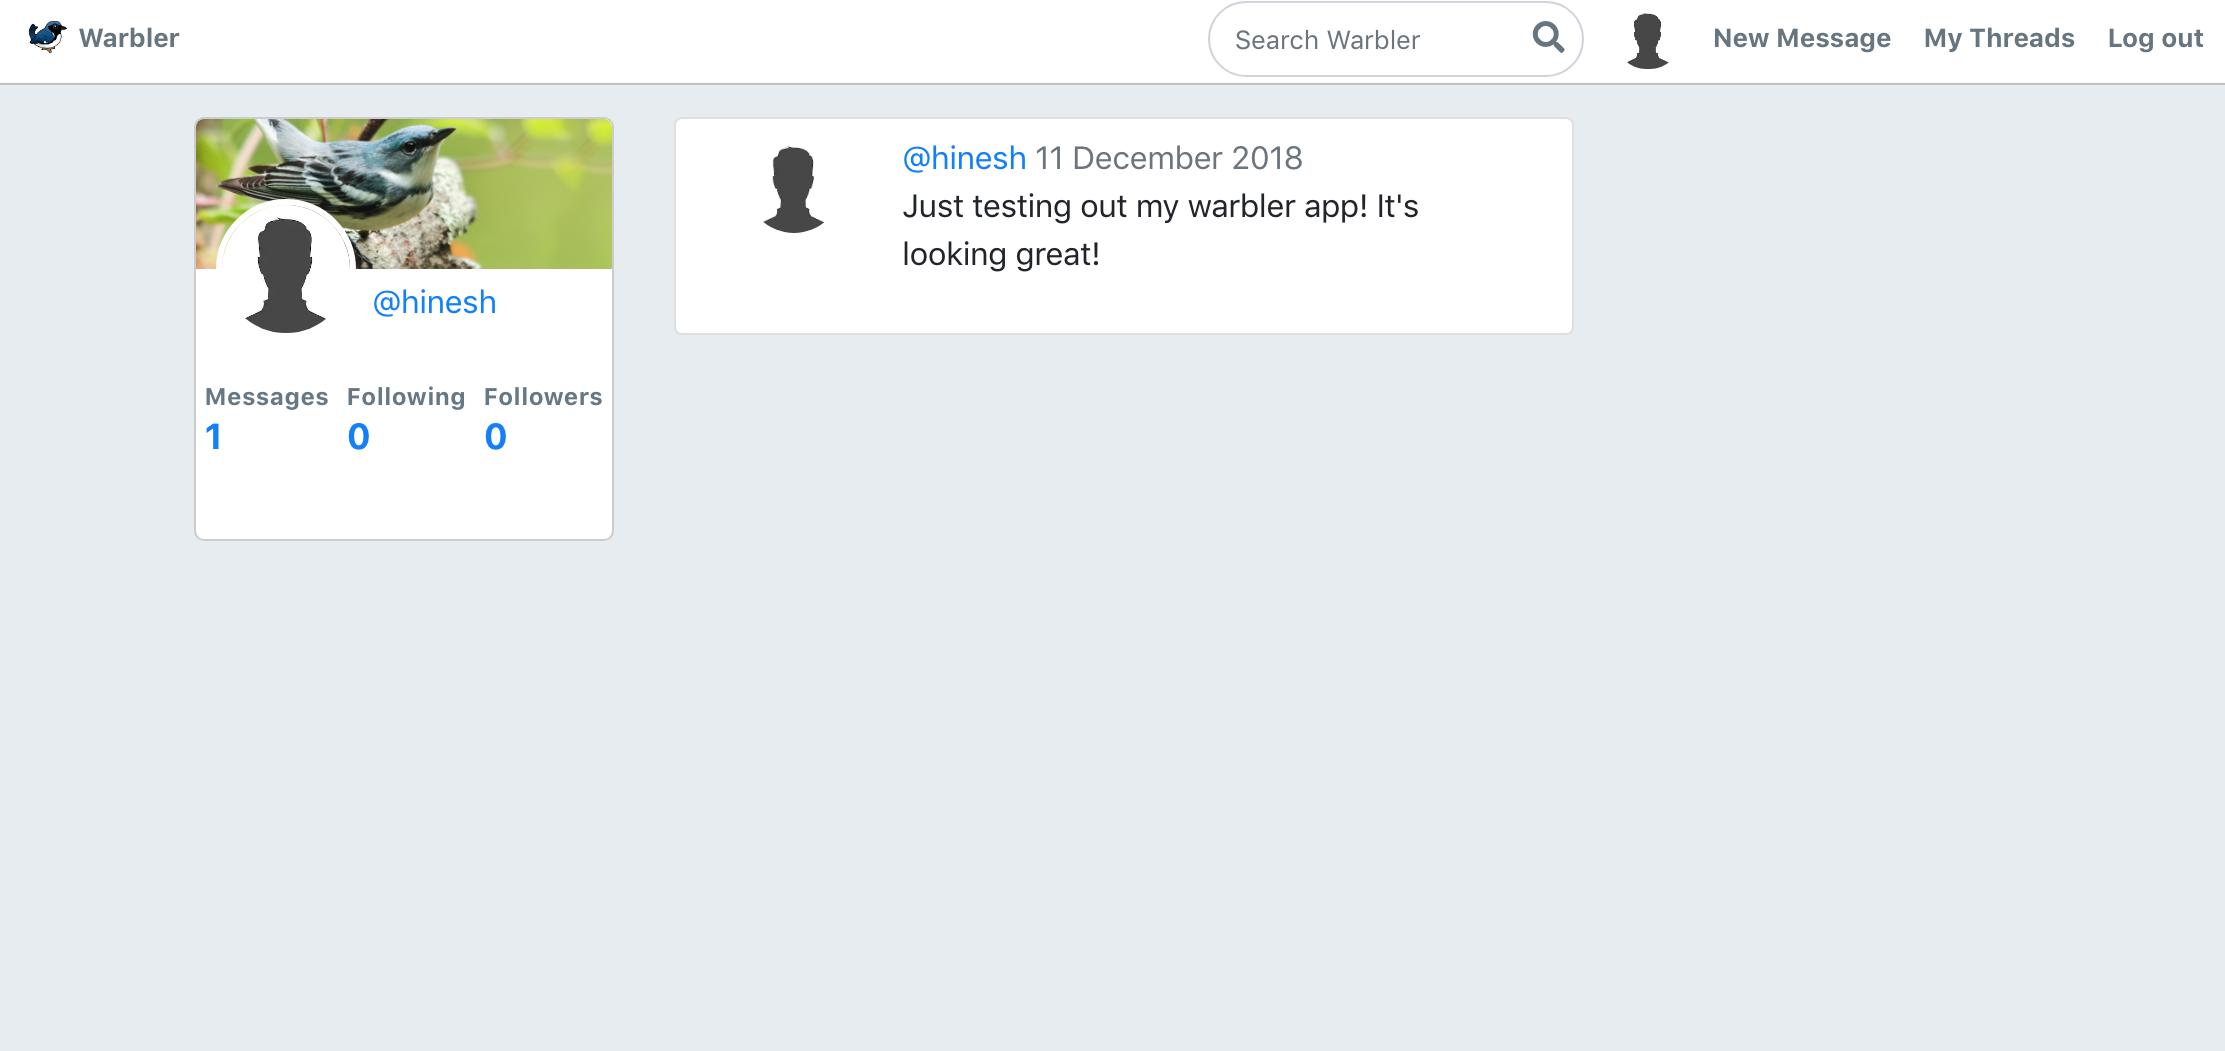 Warbler
Search Warbler
New Message
My Threads
Log out
@hinesh
Messages Following Followers
1 0 0
@hinesh 11 December 2018
Just testing out my warbler app! It's
looking great!